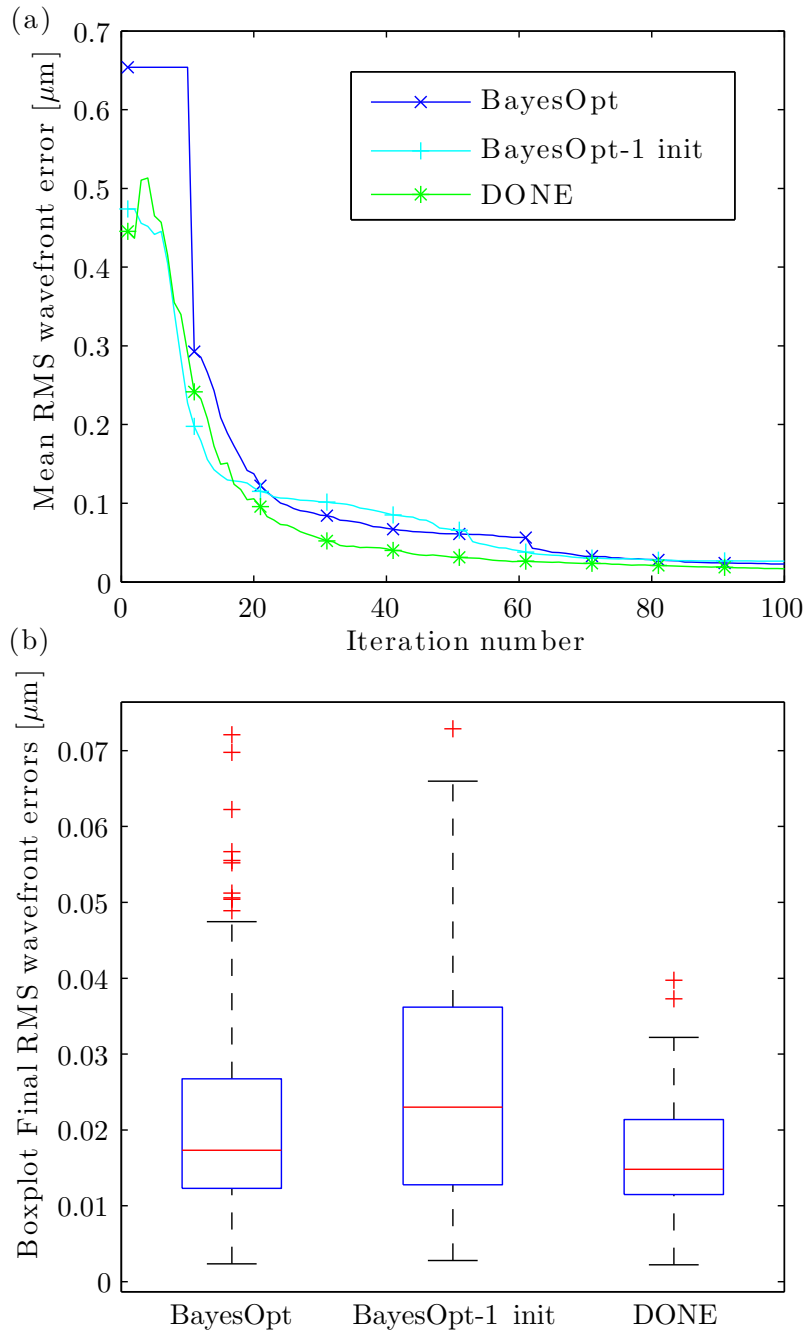 (a)
Mean RMS wavefront error [μm]
0.7
0.6
0.5
0.4
0.3
0.2
0.1
0
BayesOpt
BayesOpt-1 init
DONE
0 20 40 60 80 100
Iteration number
(b)
Boxplot Final RMS wavefront errors [μm]
0.07
0.06
0.05
0.04
0.03
0.02
0.01
0
BayesOpt BayesOpt-1 init DONE